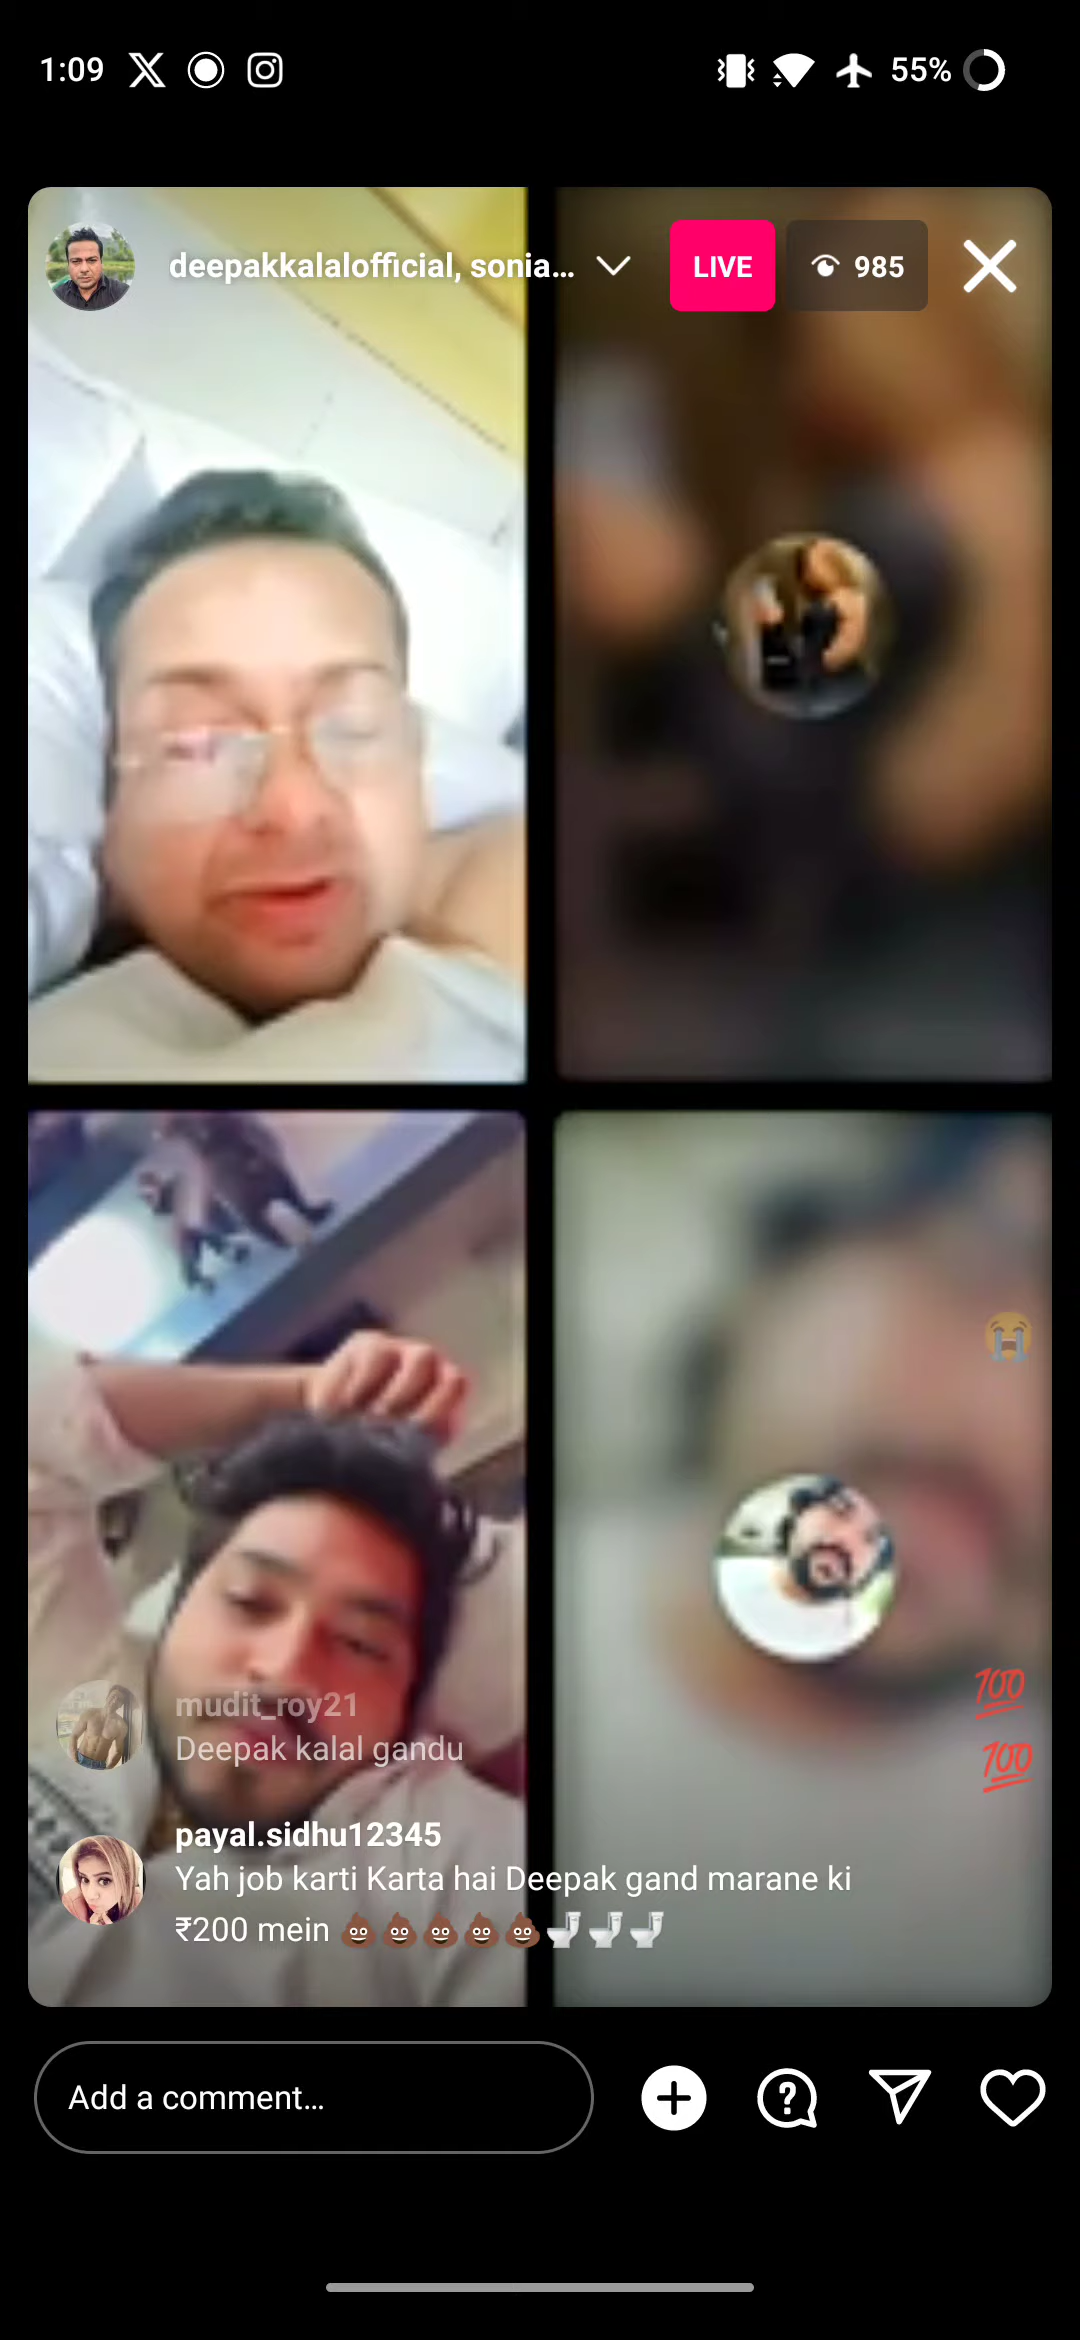 1:09
55%
deepakkalalofficial, sonia...
LIVE
985
mudit_roy21
Deepak kalal gandu
payal.sidhu12345
Yah job karti Karta hai Deepak gand marane ki
₹200 mein 💩💩💩💩💩🚽🚽🚽
💯
💯
Add a comment...